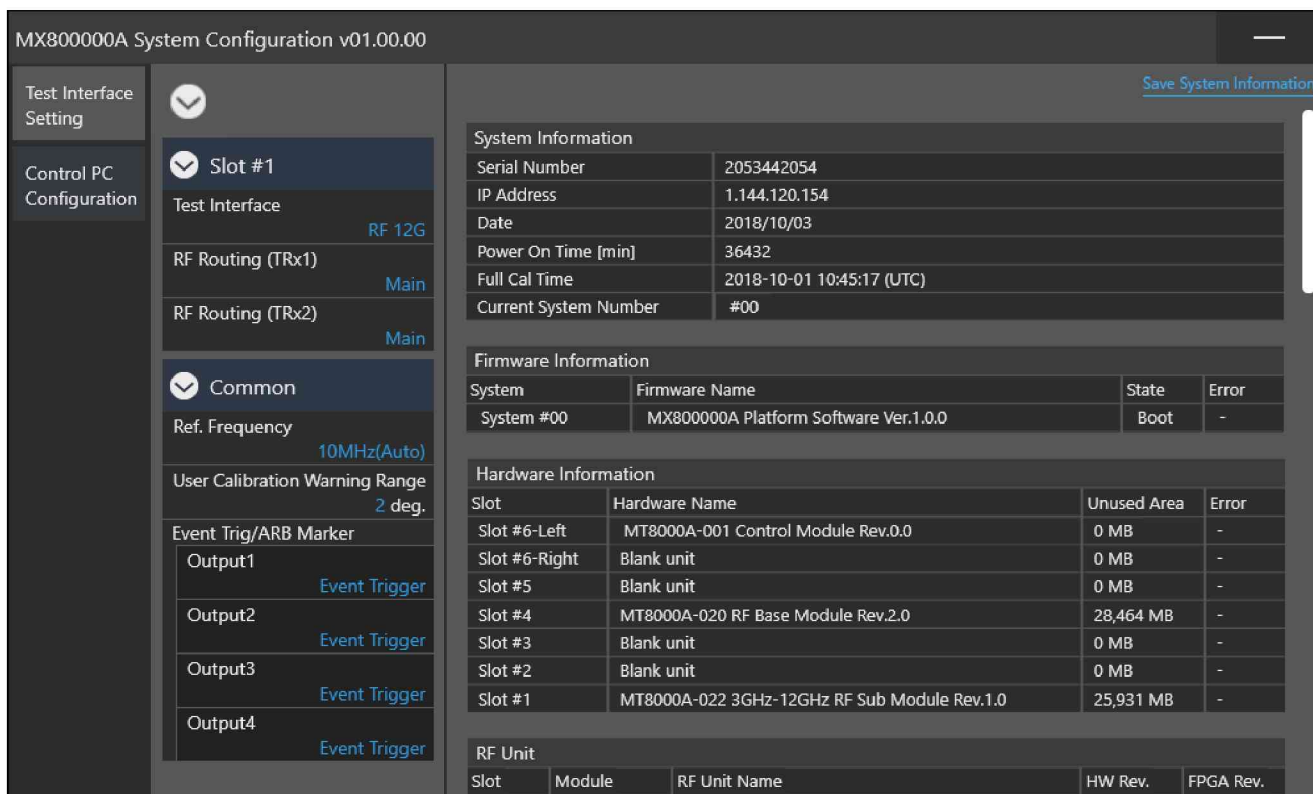 MX800000A System Configuration v01.00.00
Test Interface
Setting
Control PC
Configuration
Slot #1
Test Interface
RF 12G
RF Routing (TRx1)
Main
RF Routing (TRx2)
Main
Common
Ref. Frequency
10MHz(Auto)
User Calibration Warning Range
2 deg.
Event Trig/ARB Marker
Output1
Event Trigger
Output2
Event Trigger
Output3
Event Trigger
Output4
Event Trigger
Save System Information
System Information
Serial Number 2053442054
IP Address 1.144.120.154
Date 2018/10/03
Power On Time [min] 36432
Full Cal Time 2018-10-01 10:45:17 (UTC)
Current System Number #00
Firmware Information
System Firmware Name State Error
System #00 MX800000A Platform Software Ver.1.0.0 Boot -
Hardware Information
Slot Hardware Name Unused Area Error
Slot #6-Left MT8000A-001 Control Module Rev.0.0 0 MB -
Slot #6-Right Blank unit 0 MB -
Slot #5 Blank unit 0 MB -
Slot #4 MT8000A-020 RF Base Module Rev.2.0 28,464 MB -
Slot #3 Blank unit 0 MB -
Slot #2 Blank unit 0 MB -
Slot #1 MT8000A-022 3GHz-12GHz RF Sub Module Rev.1.0 25,931 MB -
RF Unit
Slot Module RF Unit Name HW Rev. FPGA Rev.